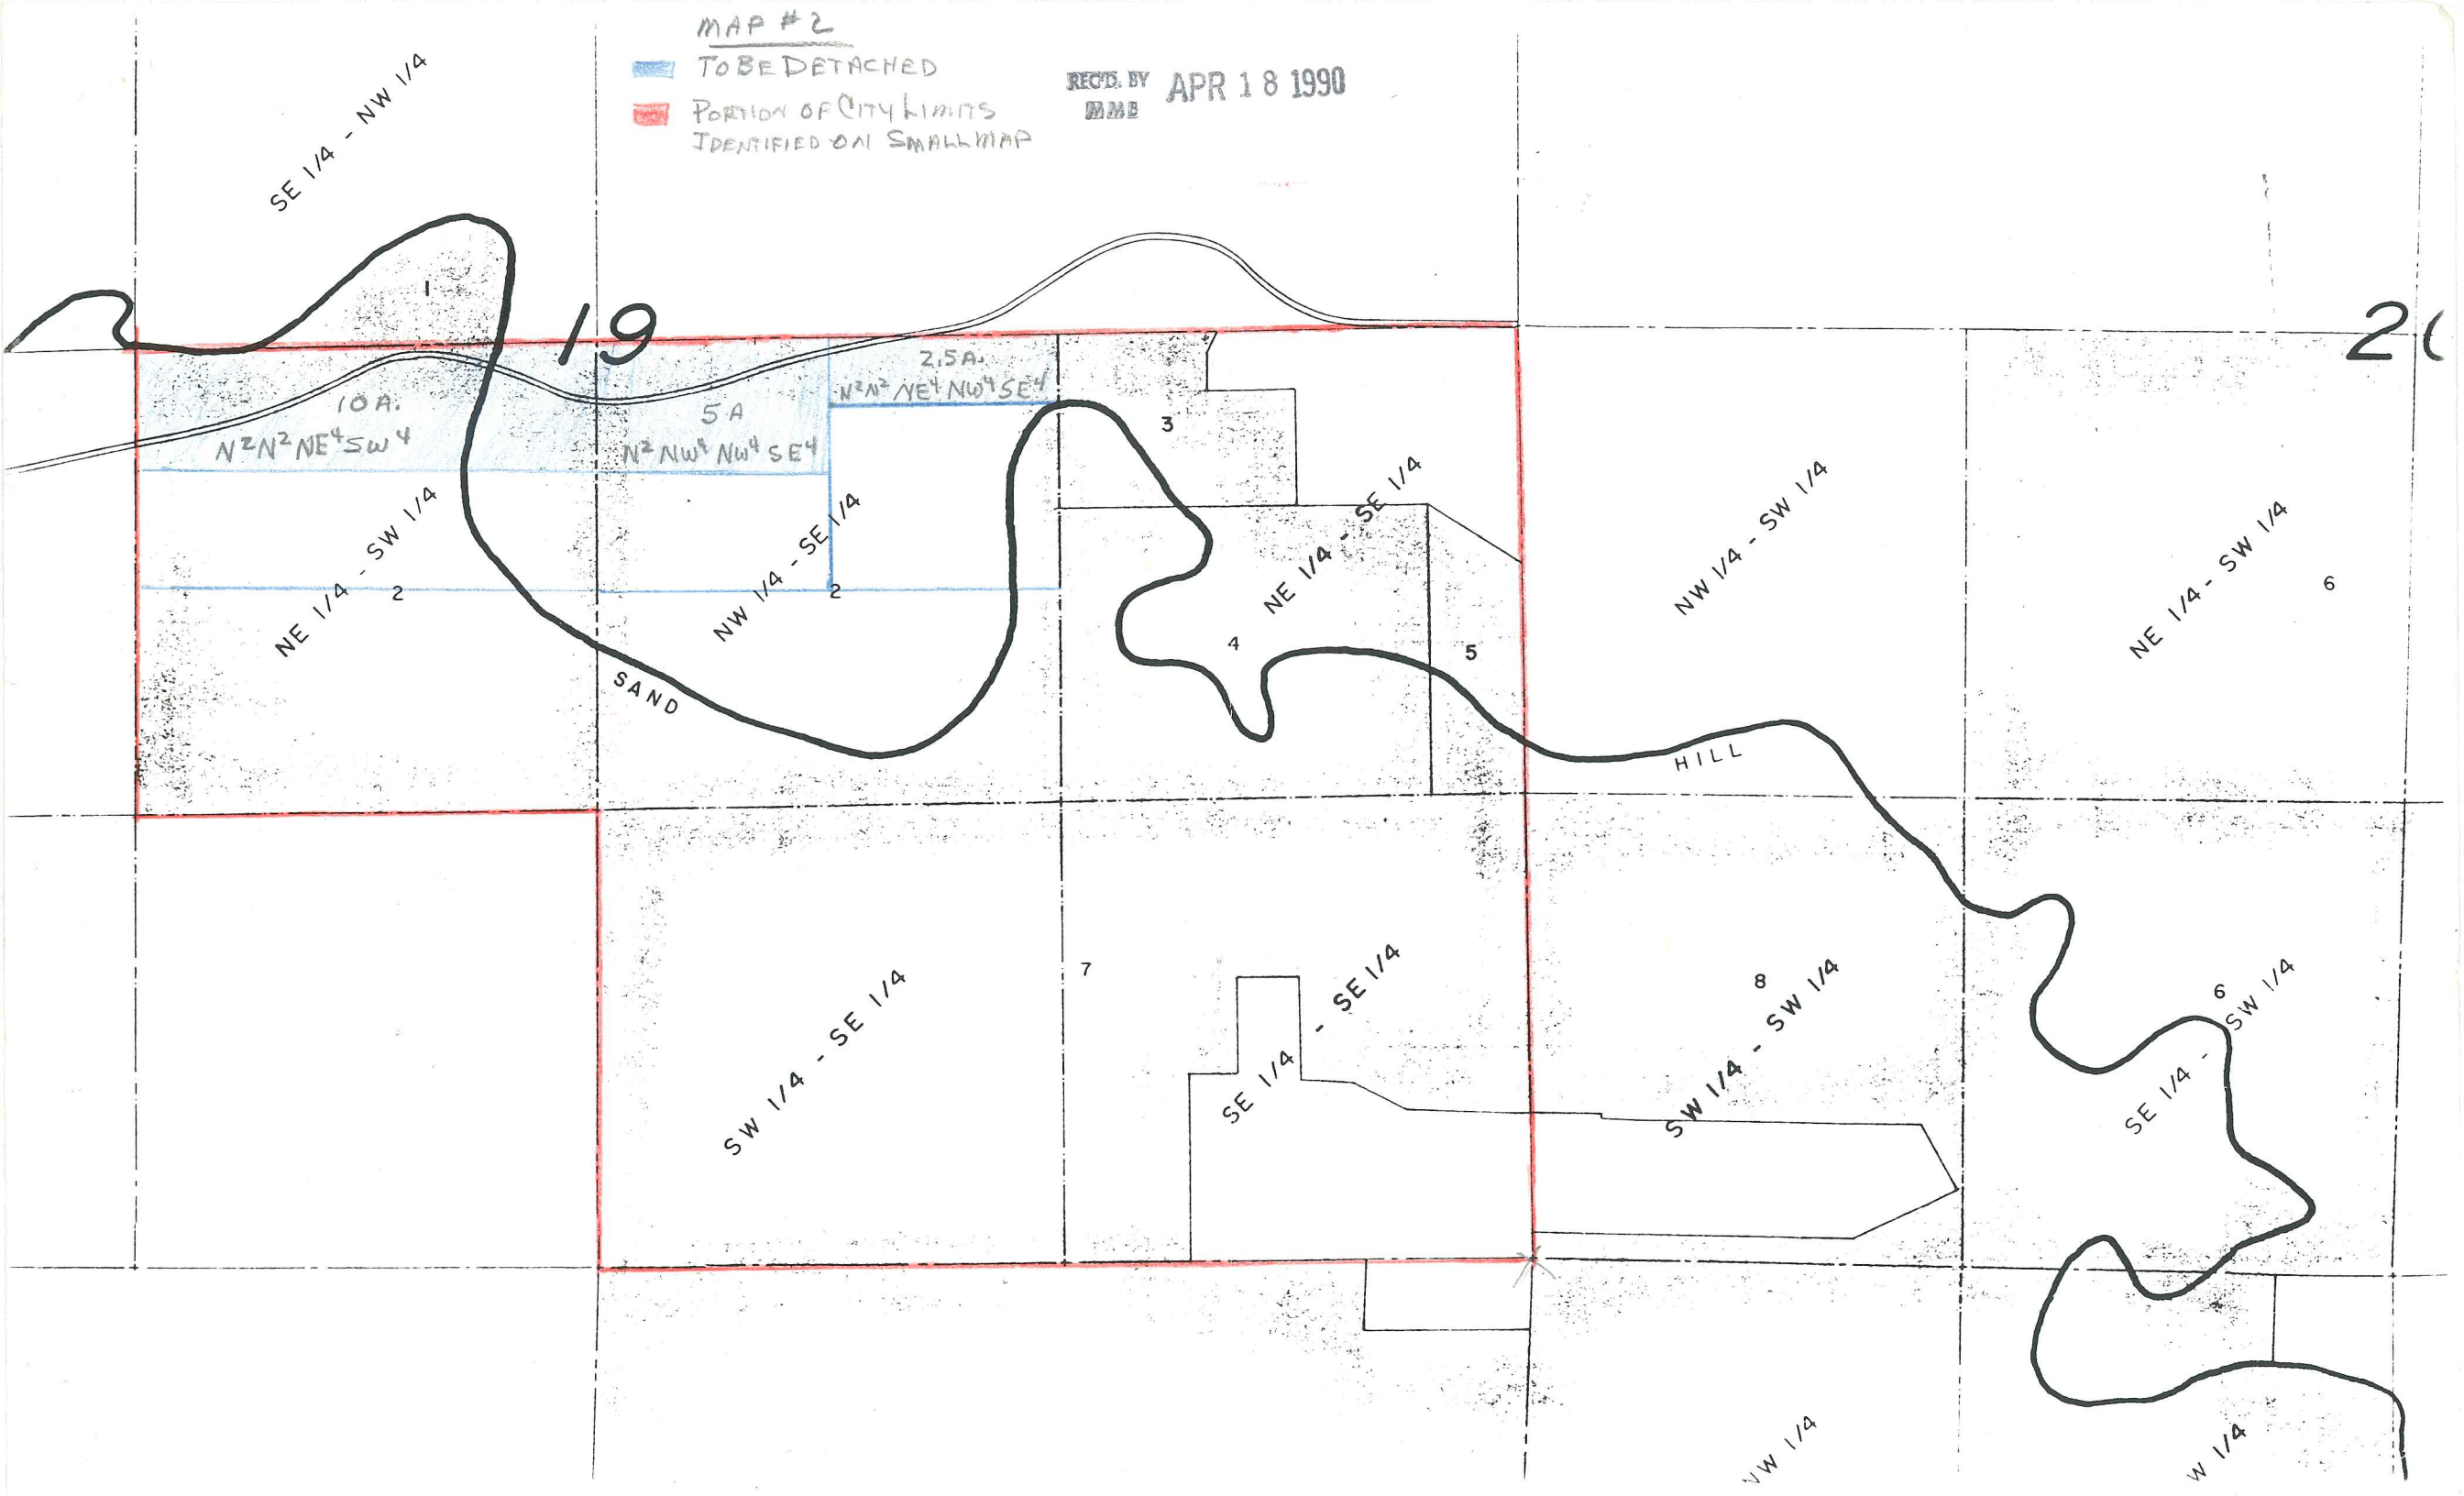 MAP #2
TO BE DETACHED
PORTION OF CITY LIMITS
IDENTIFIED ON SMALL MAP
REC'D. BY APR 18 1990
MMB
SE 1/4 - NW 1/4
1
19
2.5 A.
N²N² NE⁴ NW⁴ SE⁴
10 A.
N²N² NE⁴ SW⁴
5 A
N² NW⁴ NW⁴ SE⁴
3
NE 1/4 - SW 1/4
2
NW 1/4 - SE 1/4
2
NE 1/4 - SE 1/4
4
5
NW 1/4 - SW 1/4
NE 1/4 - SW 1/4
6
SAND
HILL
SW 1/4 - SE 1/4
7
SE 1/4 - SE 1/4
8
SW 1/4 - SW 1/4
6
SE 1/4 - SW 1/4
W 1/4